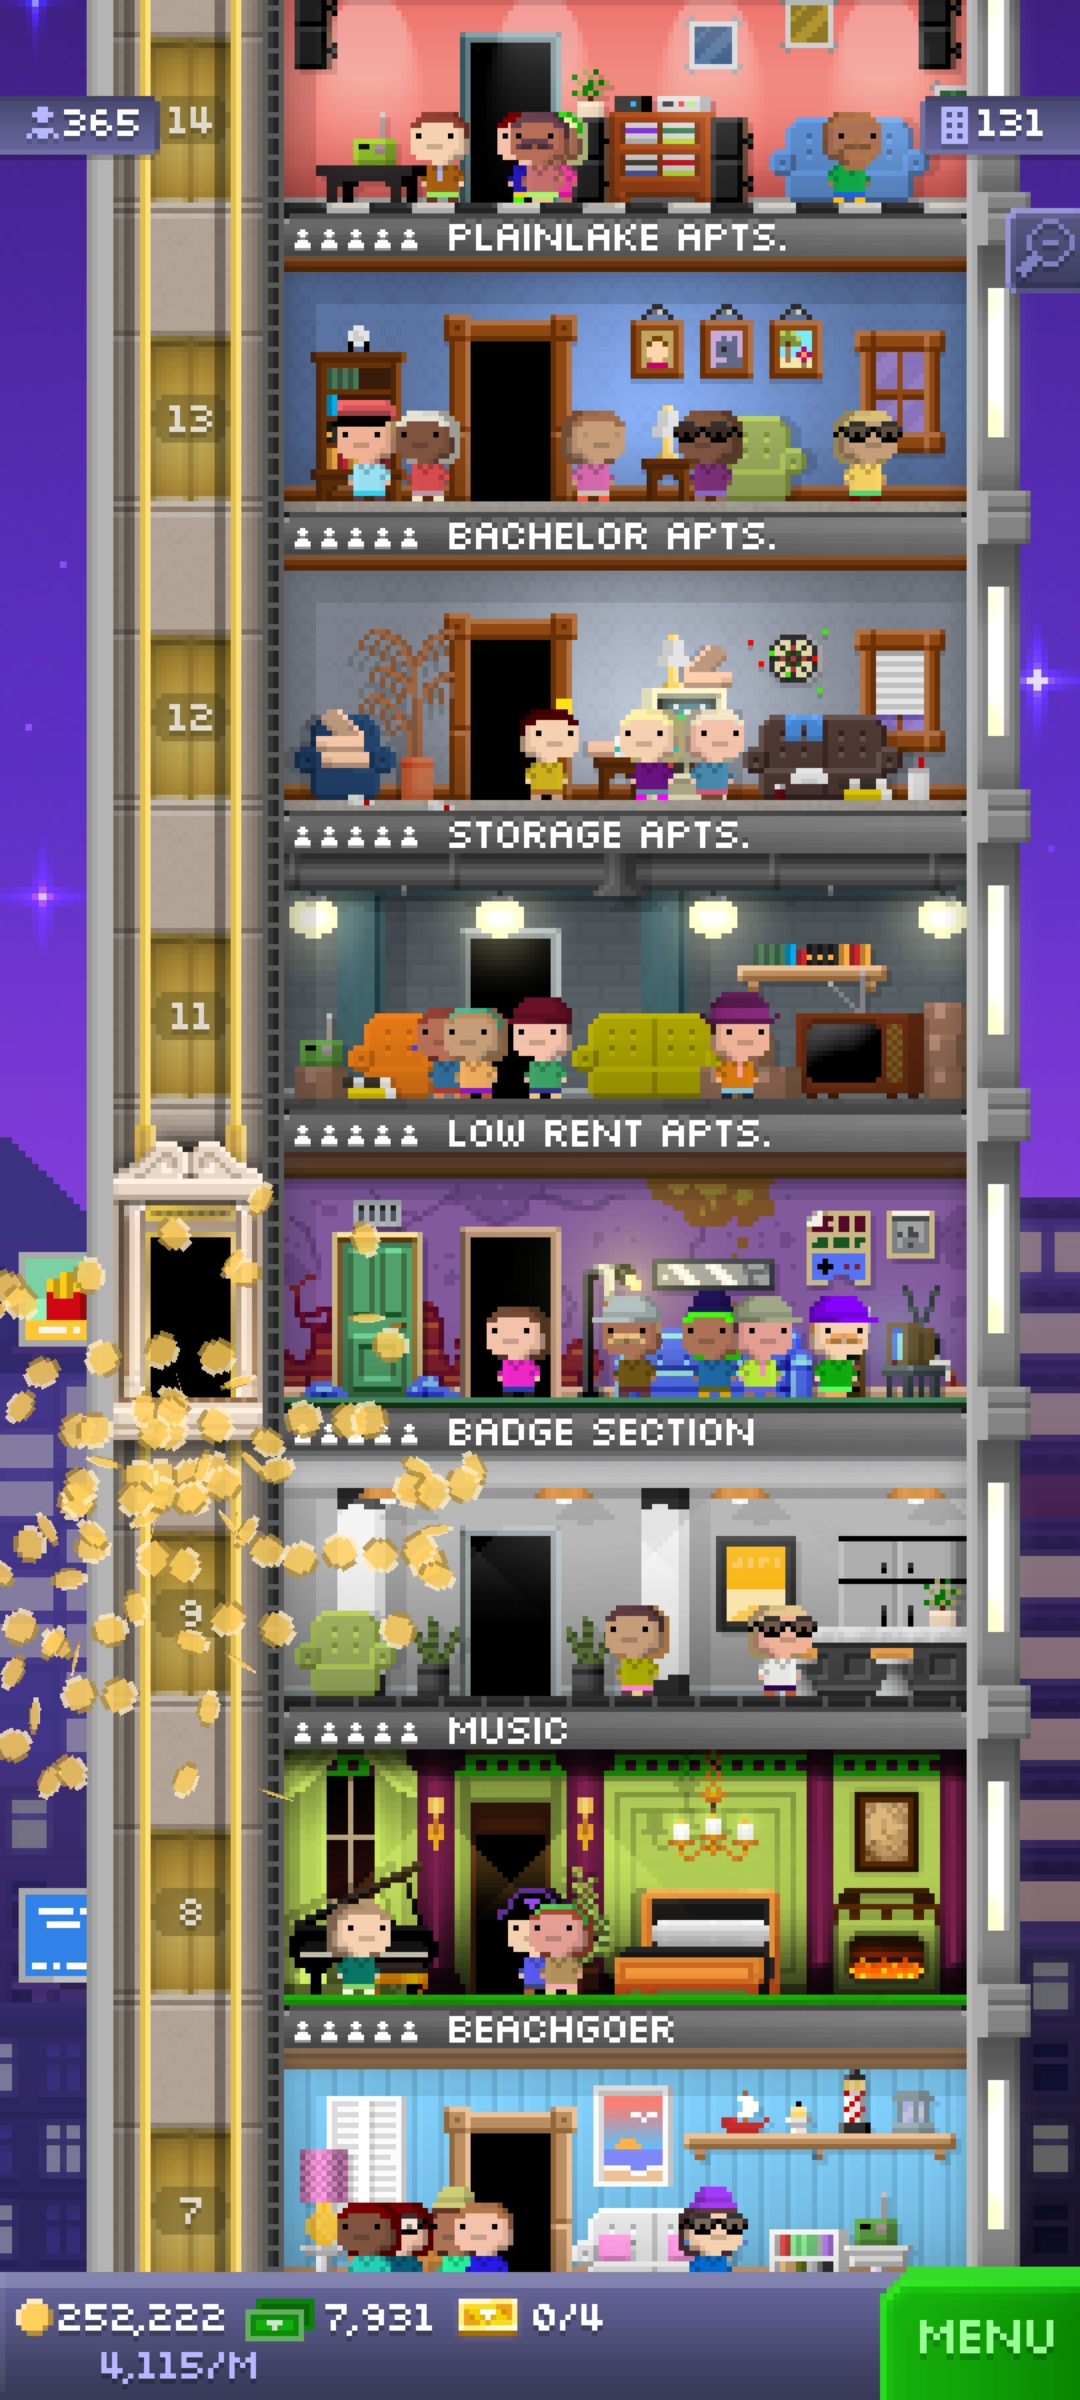 14
365
131
PLAINLAKE APTS.
13
BACHELOR APTS.
12
STORAGE APTS.
11
LOW RENT APTS.
BADGE SECTION
9
MUSIC
8
BEACHGOER
7
252,222 7,931 0/4
4,115/M
MENU